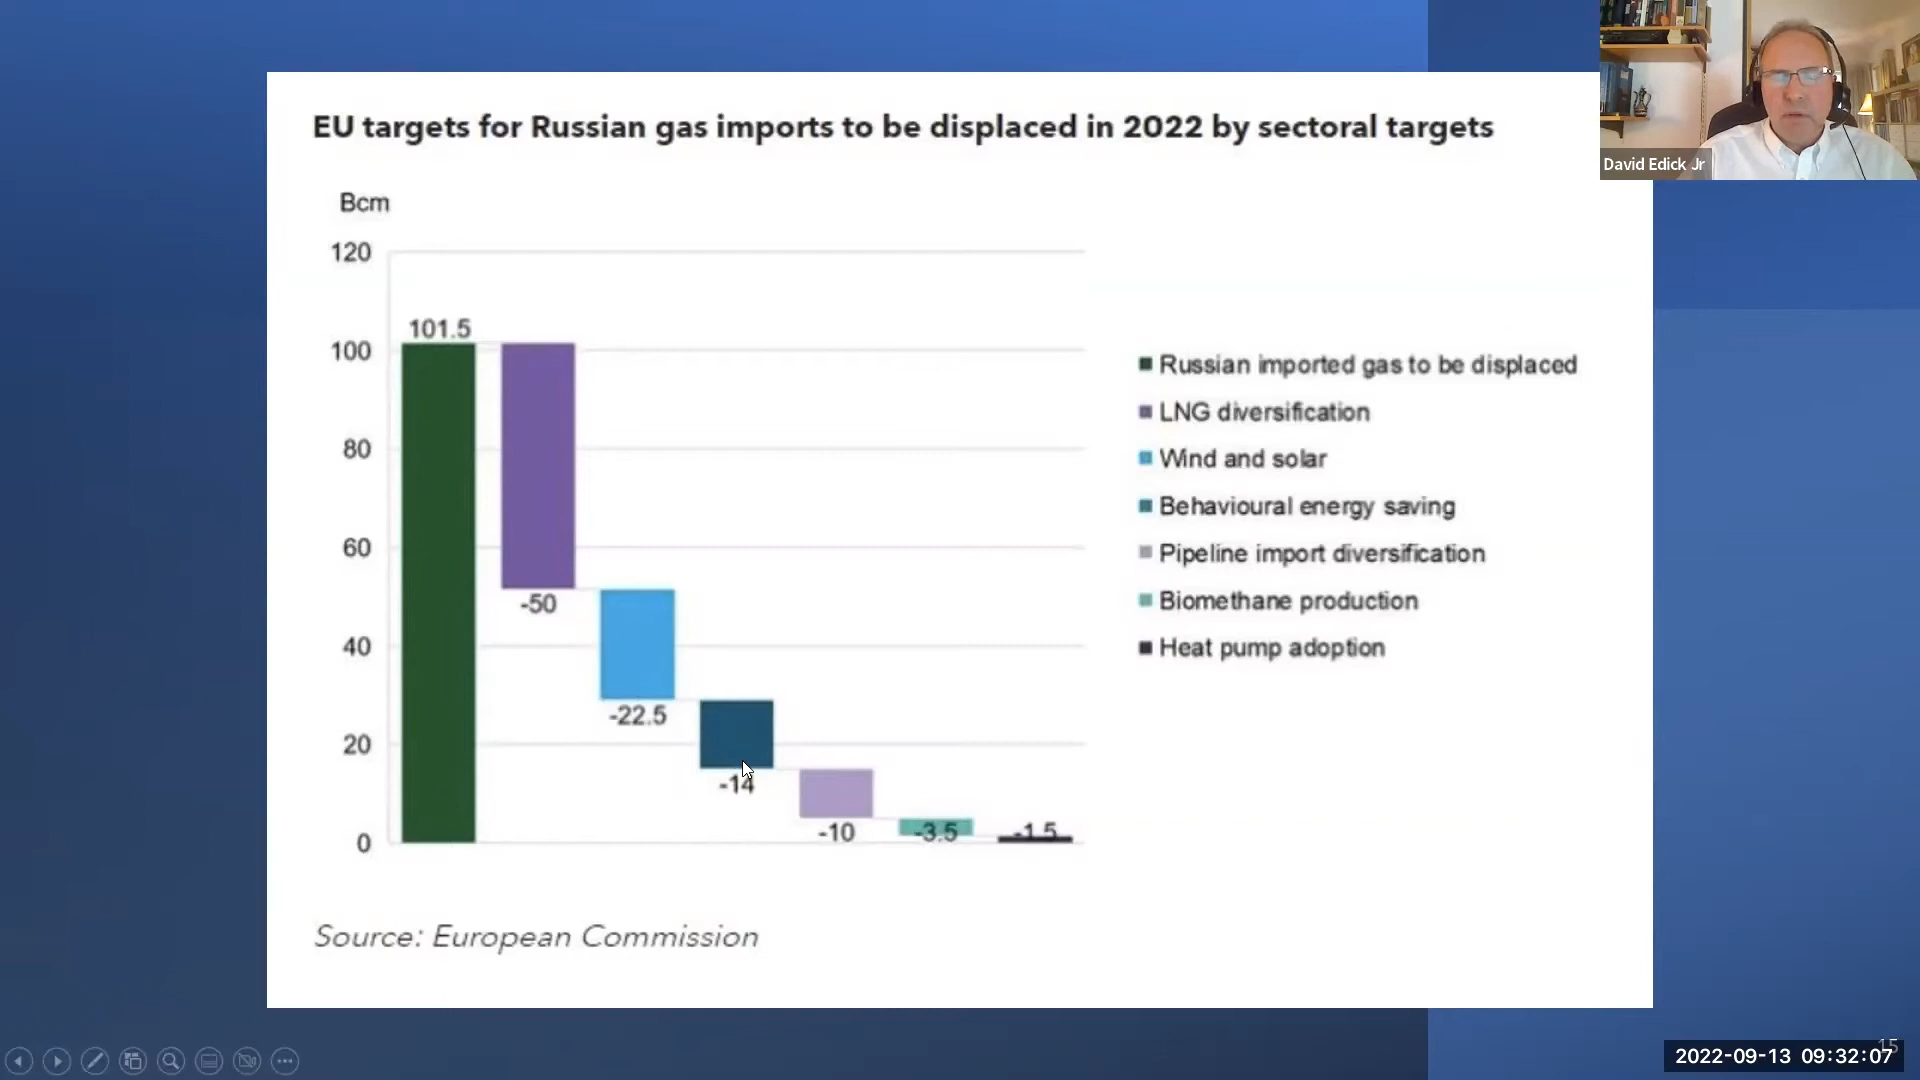 EU targets for Russian gas imports to be displaced in 2022 by sectoral targets
David Edick Jr
Bcm
120
100
80
60
40
20
0
101.5
-50
-22.5
-14
-10
-3.5
-1.5
Russian imported gas to be displaced
LNG diversification
Wind and solar
Behavioural energy saving
Pipeline import diversification
Biomethane production
Heat pump adoption
Source: European Commission
15
2022-09-13 09:32:07